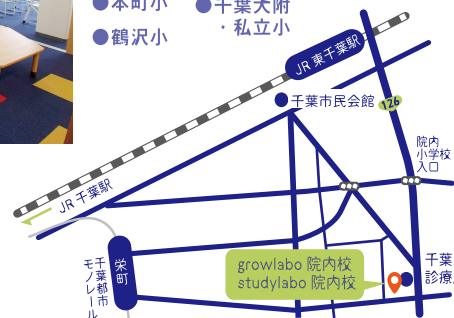 ●本町小
●千葉大附
・私立小
●鶴沢小
JR 東千葉駅
千葉市民会館
126
院内
小学校
入口
JR 千葉駅
千葉都市
モノレール
栄町
growlabo 院内校
studylabo 院内校
千葉
診療